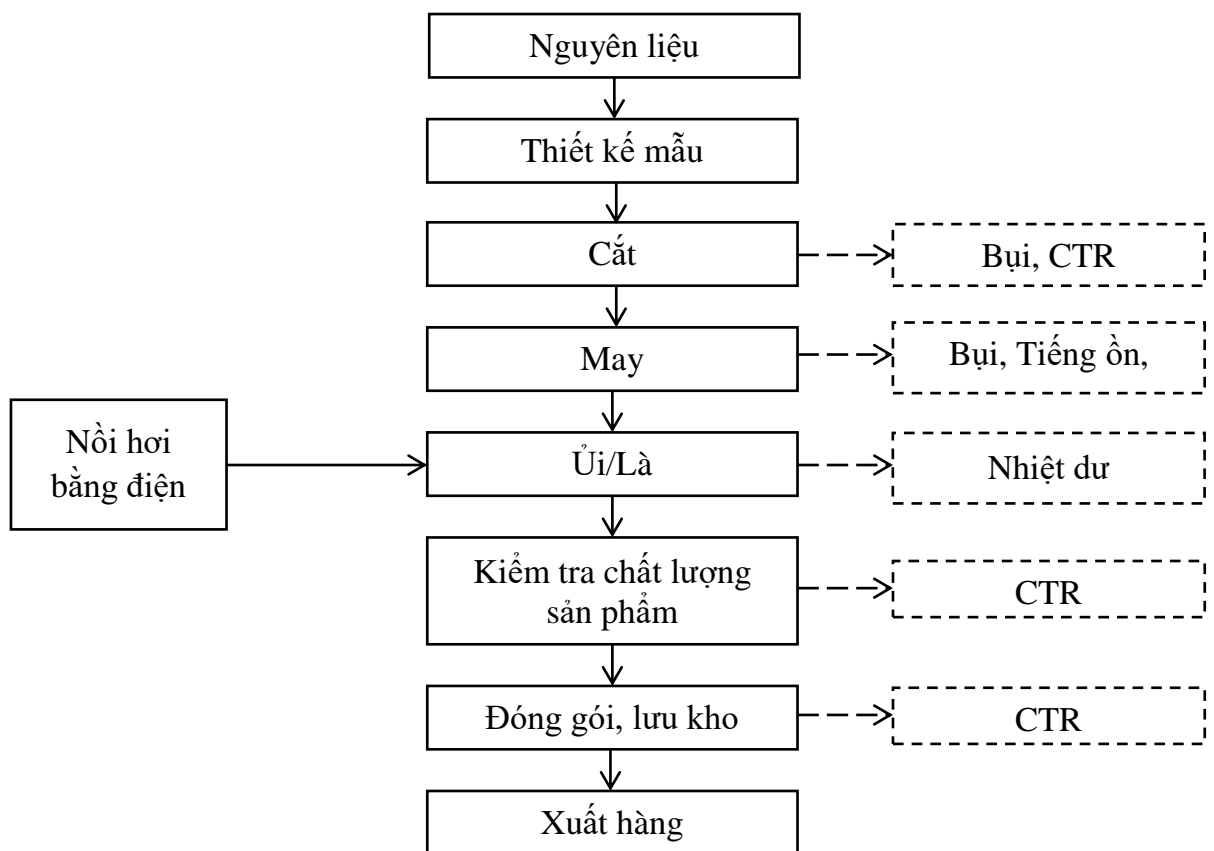 Nguyên liệu
Thiết kế mẫu
Cắt
Bụi, CTR
May
Bụi, Tiếng ồn,
Nồi hơi
bằng điện
Ủi/Là
Nhiệt dư
Kiểm tra chất lượng
sản phẩm
CTR
Đóng gói, lưu kho
CTR
Xuất hàng